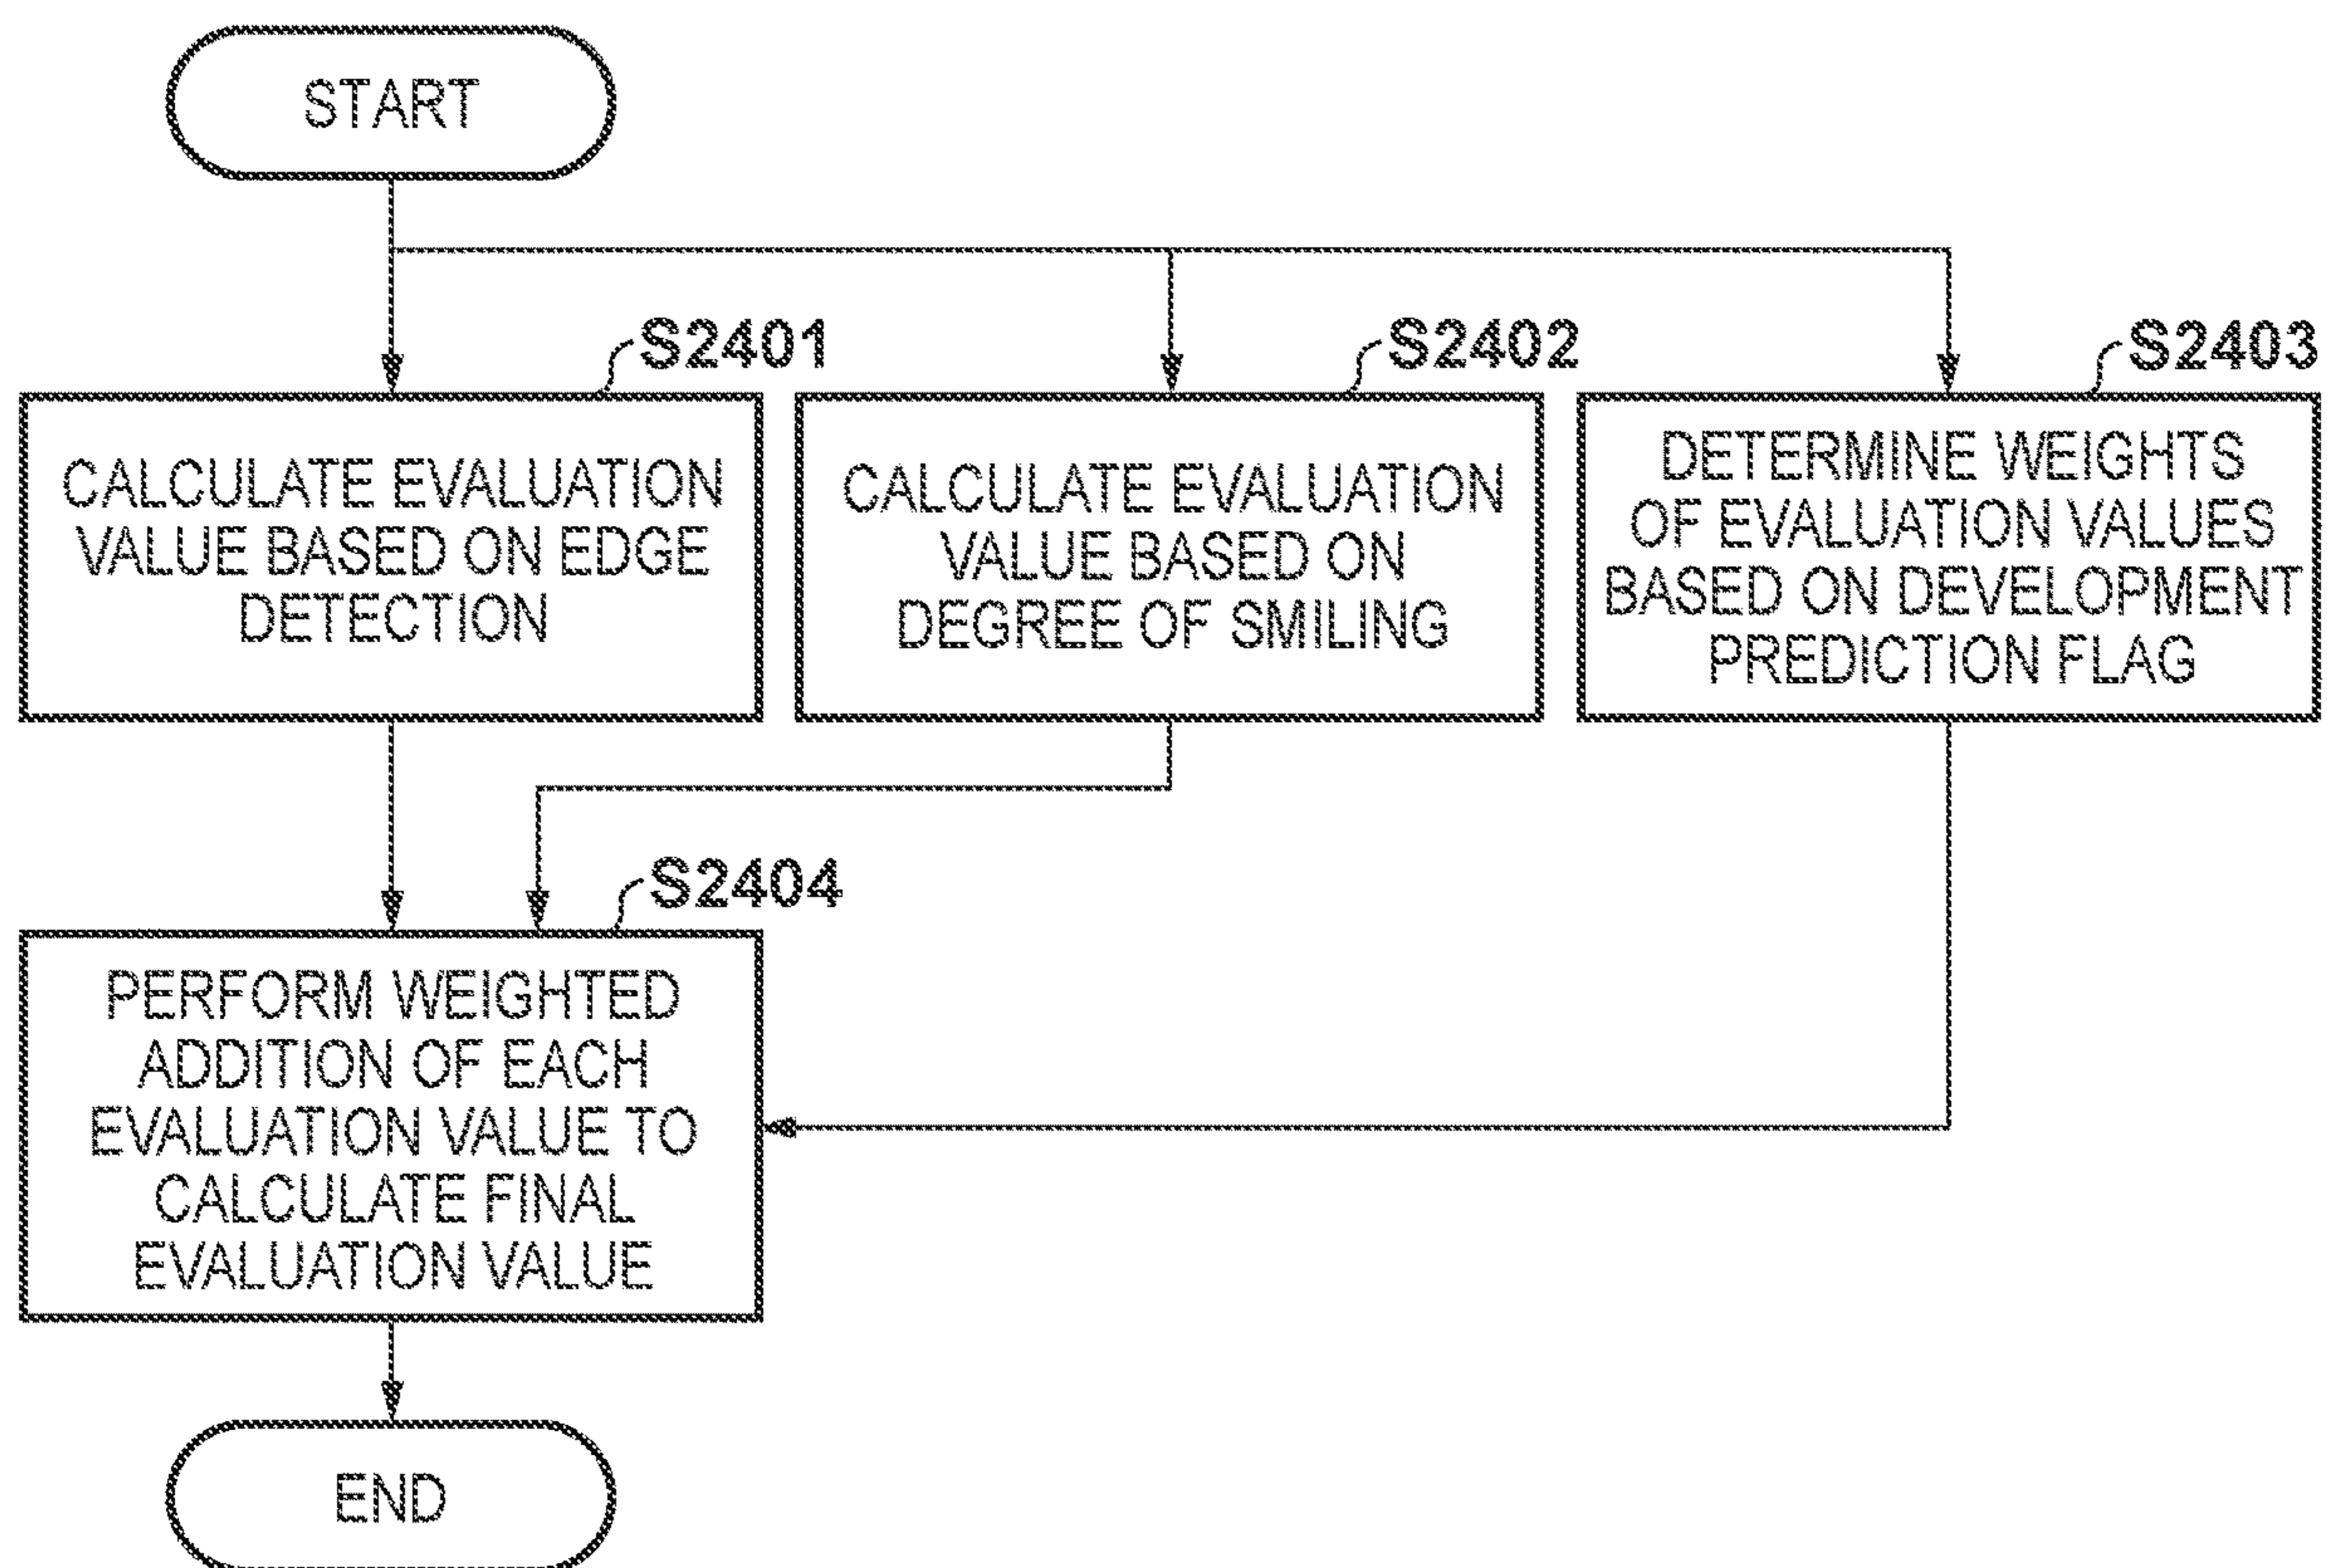 START
S2401
CALCULATE EVALUATION
VALUE BASED ON EDGE
DETECTION
S2402
CALCULATE EVALUATION
VALUE BASED ON
DEGREE OF SMILING
S2403
DETERMINE WEIGHTS
OF EVALUATION VALUES
BASED ON DEVELOPMENT
PREDICTION FLAG
S2404
PERFORM WEIGHTED
ADDITION OF EACH
EVALUATION VALUE TO
CALCULATE FINAL
EVALUATION VALUE
END